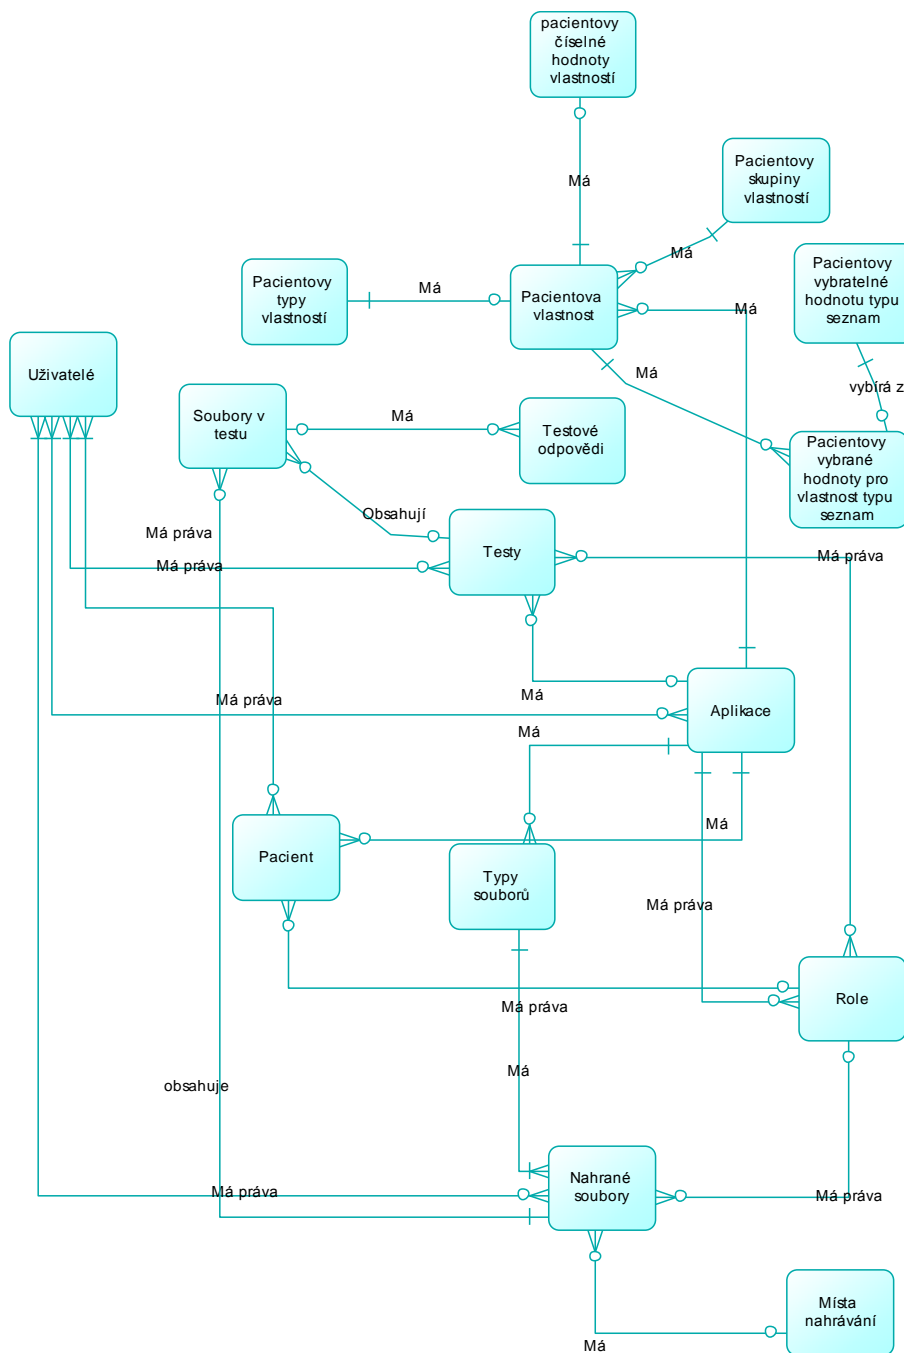 pacientovy
číselné
hodnoty
vlastností
Má
Pacientovy
skupiny
vlastností
Má
Pacientovy
typy
vlastností
Má
Pacientova
vlastnost
Má
Pacientovy
vybratelné
hodnotu typu
seznam
vybírá z
Má
Uživatelé
Soubory v
testu
Má
Testové
odpovědi
Pacientovy
vybrané
hodnoty pro
vlastnost typu
seznam
Obsahují
Má práva
Má práva
Testy
Má práva
Má
Má práva
Aplikace
Má
Má
Pacient
Typy
souborů
Má práva
Má práva
Role
Má
obsahuje
Nahrané
soubory
Má práva
Má práva
Místa
nahrávání
Má